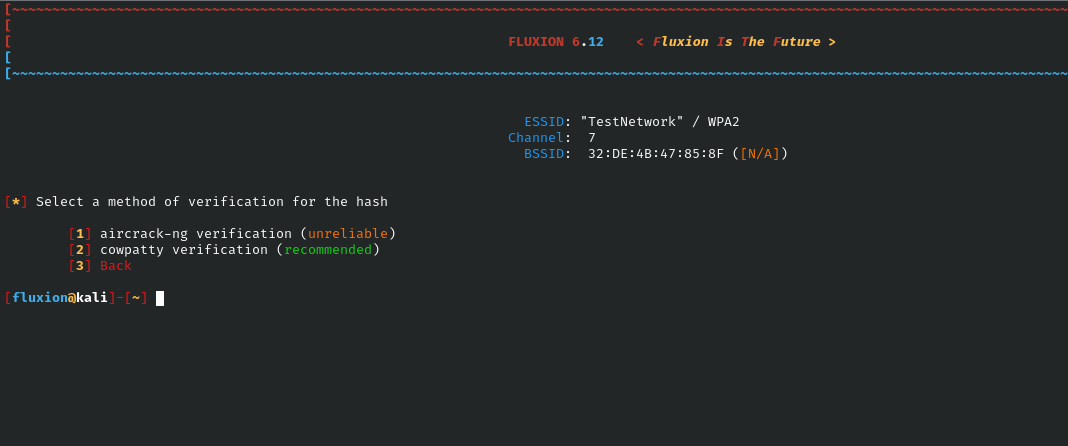 [~~~~~~~~~~~~~~~~~~~~~~~~~~~~~~~~~~~~~~~~~~~~~~~~~~~~~~~~~~~~~~~~~~~~~~~~~~~~~~~~~~~~~~~~~~~~~~~~~~~~~~~~~~~~~~~~~~~~~~~~~~~~~~~~~~~~~~~~
[
[ FLUXION 6.12 < Fluxion Is The Future >
[
[~~~~~~~~~~~~~~~~~~~~~~~~~~~~~~~~~~~~~~~~~~~~~~~~~~~~~~~~~~~~~~~~~~~~~~~~~~~~~~~~~~~~~~~~~~~~~~~~~~~~~~~~~~~~~~~~~~~~~~~~~~~~~~~~~~~~~~~~
ESSID: "TestNetwork" / WPA2
Channel: 7
BSSID: 32:DE:4B:47:85:8F ([N/A])
[*] Select a method of verification for the hash
[1] aircrack-ng verification (unreliable)
[2] cowpatty verification (recommended)
[3] Back
[fluxion@kali]-[~]